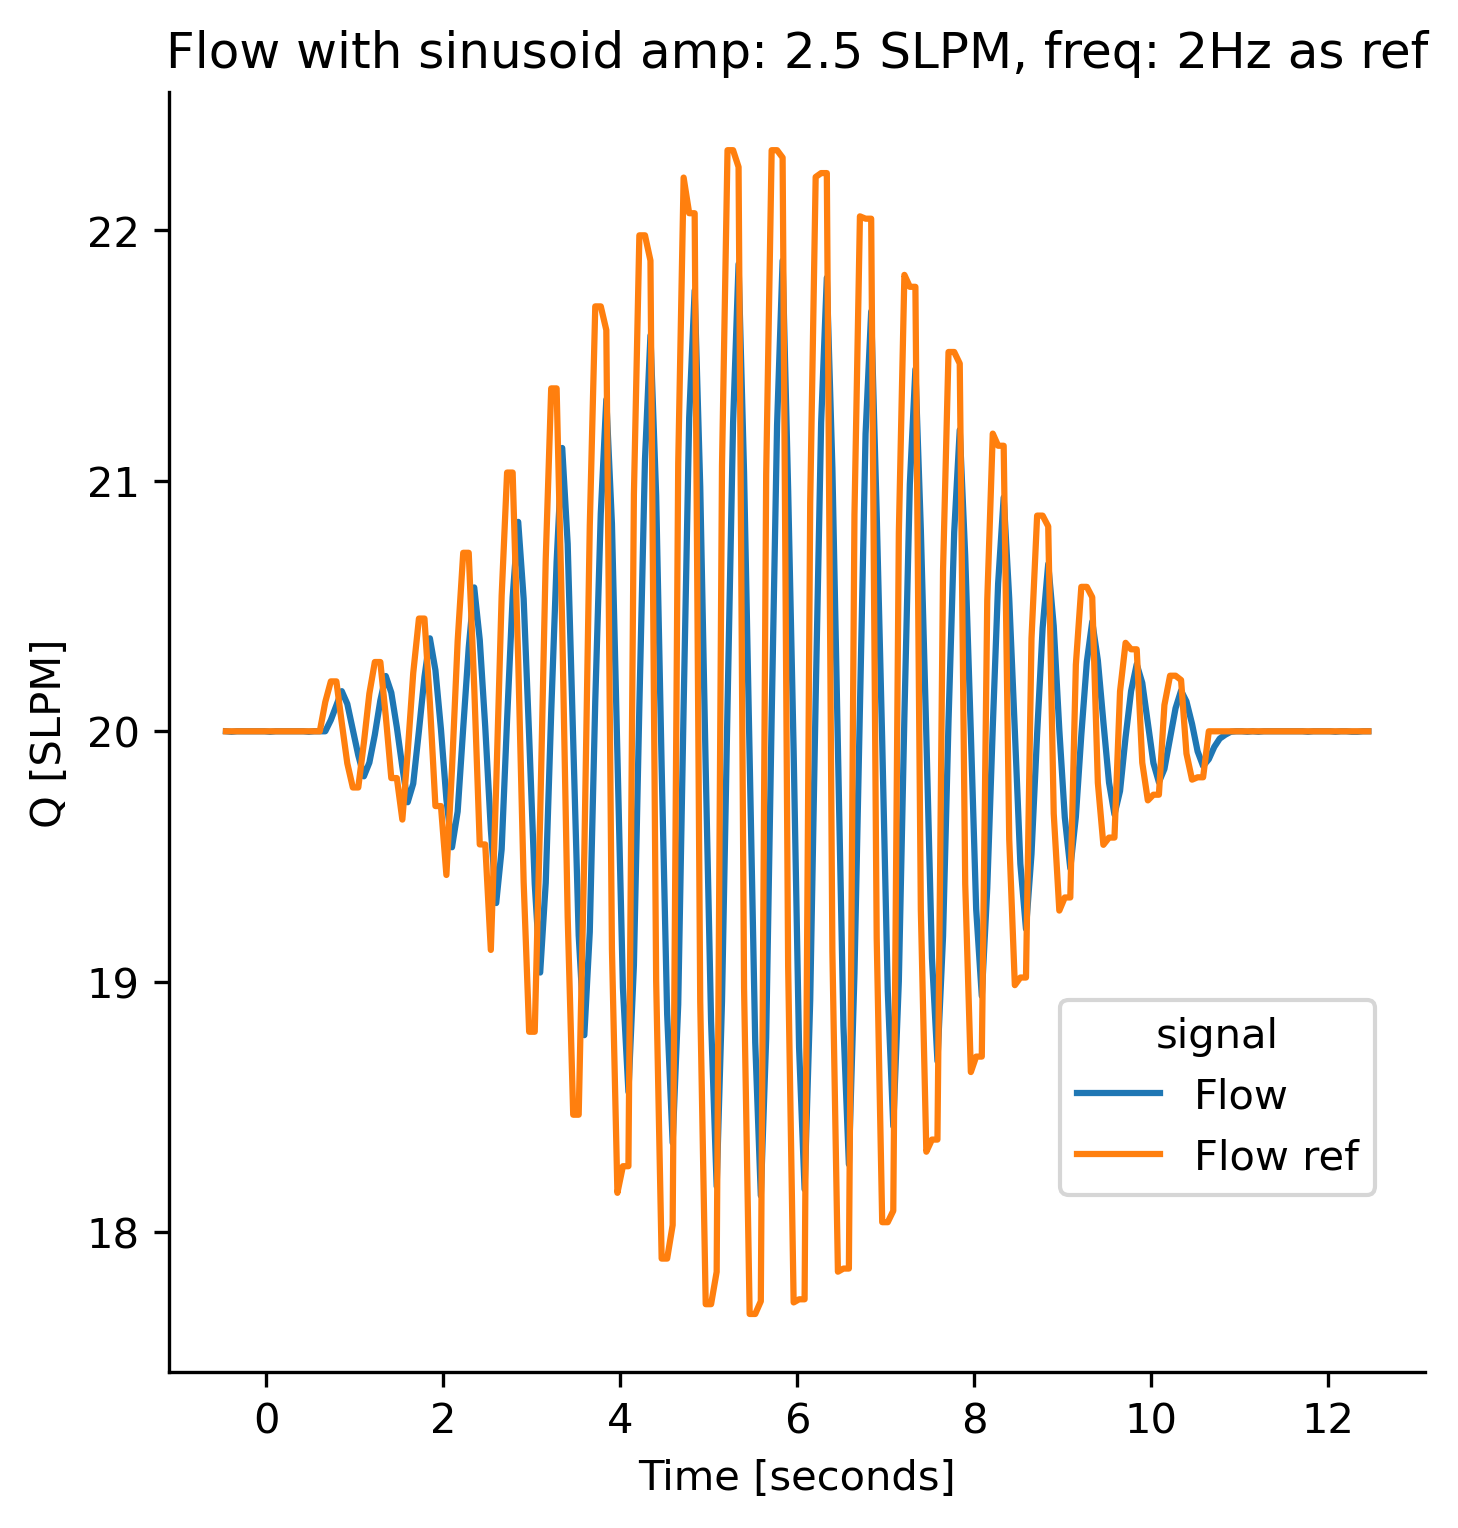 Flow with sinusoid amp: 2.5 SLPM, freq: 2Hz as ref
22
21
20
19
18
Q [SLPM]
signal
Flow
Flow ref
0 2 4 6 8 10 12
Time [seconds]